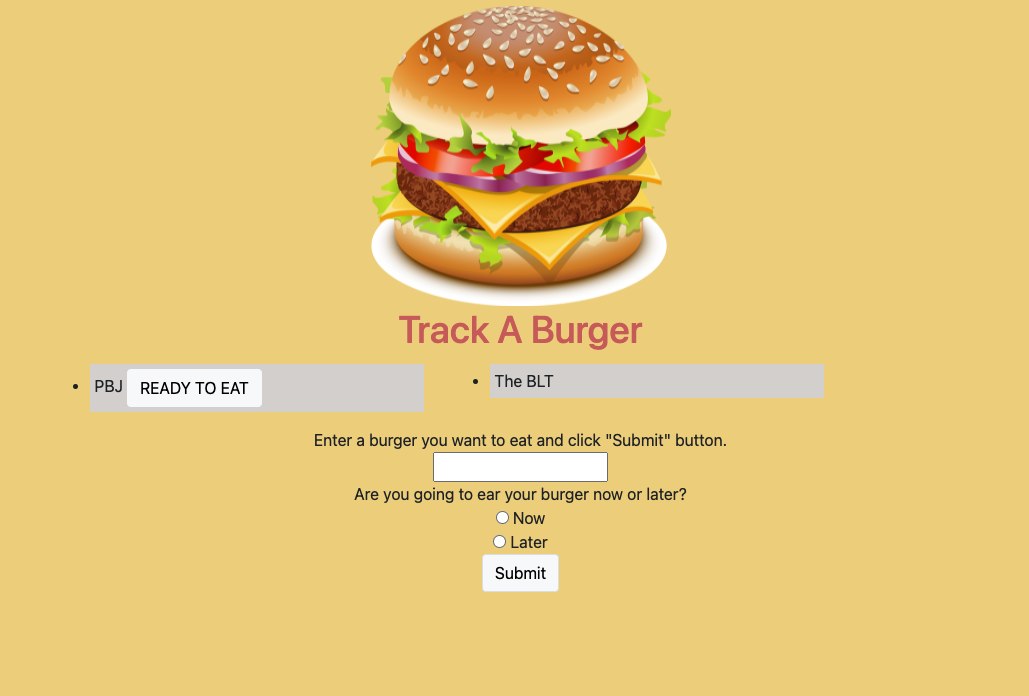 Track A Burger
PBJ READY TO EAT
The BLT
Enter a burger you want to eat and click "Submit" button.
Are you going to ear your burger now or later?
Now
Later
Submit